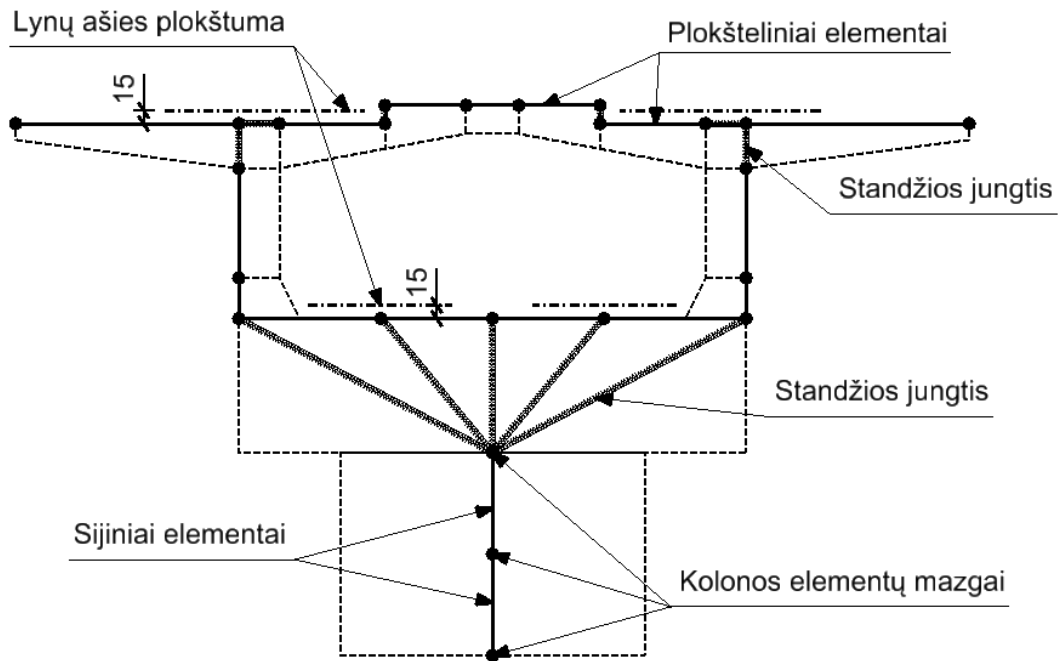 Lynų ašies plokštuma
Plokšteliniai elementai
15
Standžios jungtis
15
Standžios jungtis
Sijiniai elementai
Kolonos elementų mazgai